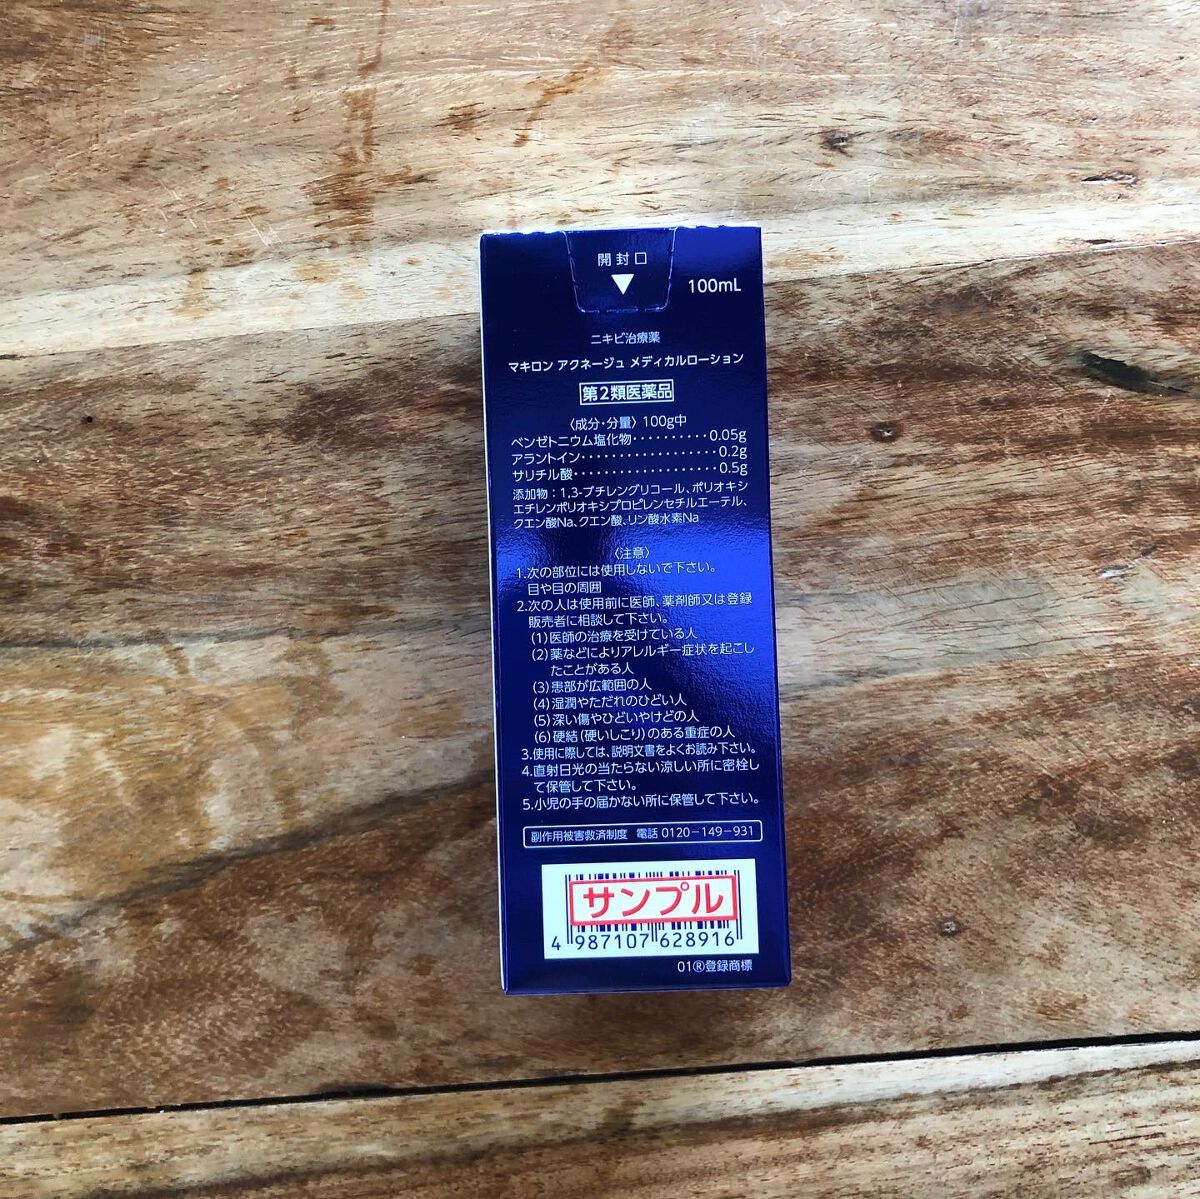 開封口
100mL
ニキビ治療薬
マキロン アクネージュ メディカルローション
第2類医薬品
〈成分・分量〉100g中
ベンゼトニウム塩化物・・・・・・・・・・0.05g
アラントイン・・・・・・・・・・・・・・・・・・0.2g
サリチル酸・・・・・・・・・・・・・・・・・・・0.5g
添加物：1,3-ブチレングリコール、ポリオキシ
エチレンポリオキシプロピレンセチルエーテル、
クエン酸Na、クエン酸、リン酸水素Na
〈注意〉
1.次の部位には使用しないで下さい。
目や目の周囲
2.次の人は使用前に医師、薬剤師又は登録
販売者に相談して下さい。
(1)医師の治療を受けている人
(2)薬などによりアレルギー症状を起こし
たことがある人
(3)患部が広範囲の人
(4)湿潤やただれのひどい人
(5)深い傷やひどいやけどの人
(6)硬結(硬いしこり)のある重症の人
3.使用に際しては、説明文書をよくお読み下さい。
4.直射日光の当たらない涼しい所に密栓し
て保管して下さい。
5.小児の手の届かない所に保管して下さい。
副作用被害救済制度 電話 0120-149-931
サンプル
4 987107 628916
01®登録商標